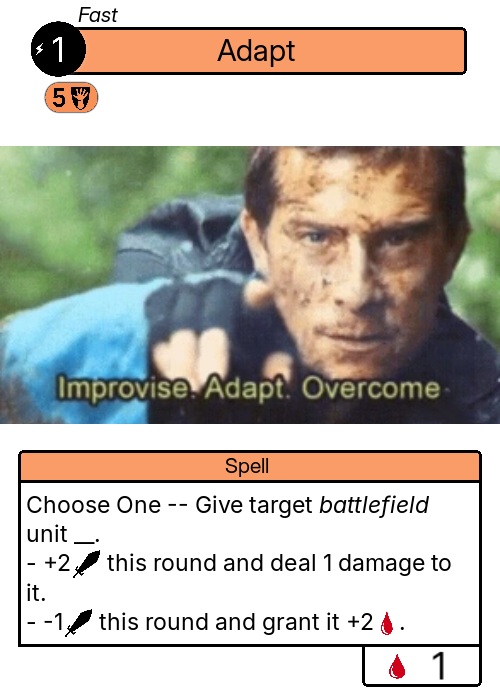 Fast
1
Adapt
5
Improvise. Adapt. Overcome
Spell
Choose One -- Give target battlefield
unit __.
- +2 this round and deal 1 damage to
it.
- -1 this round and grant it +2 .
1